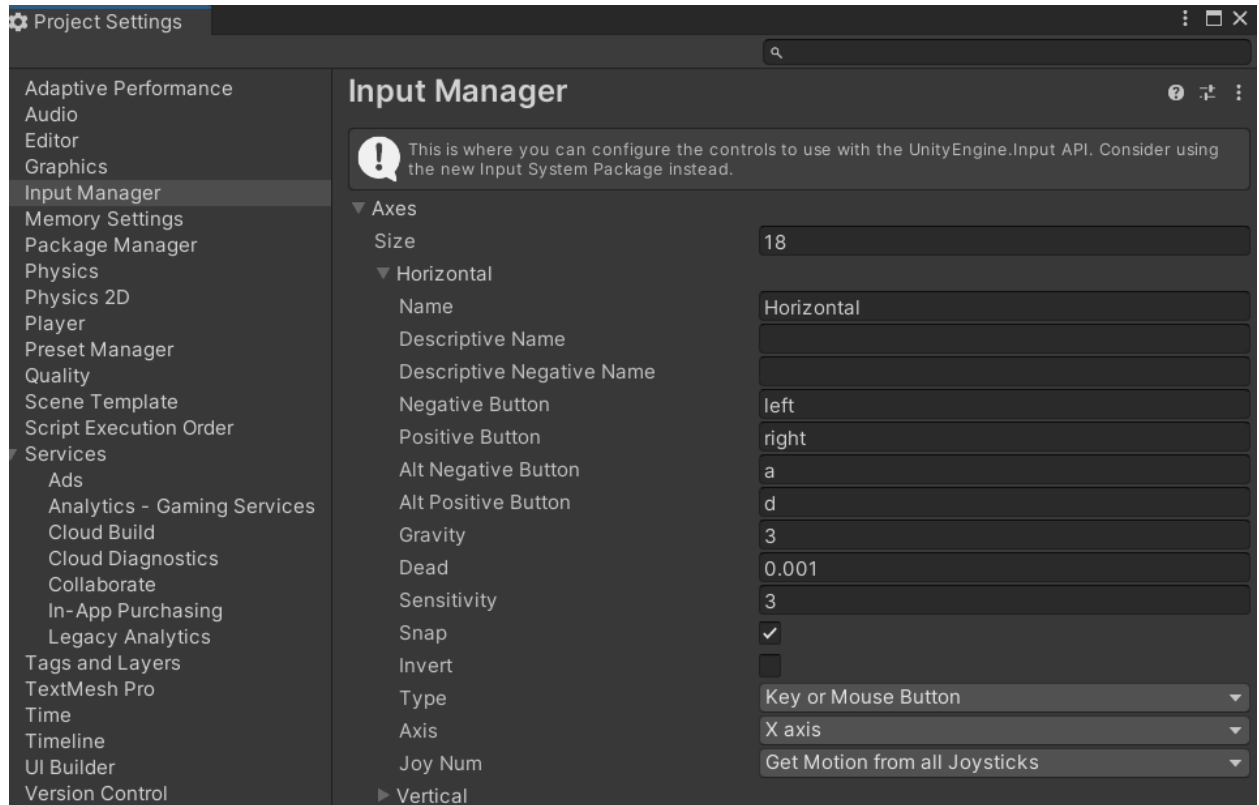 Project Settings
Adaptive Performance
Audio
Editor
Graphics
Input Manager
Memory Settings
Package Manager
Physics
Physics 2D
Player
Preset Manager
Quality
Scene Template
Script Execution Order
Services
Ads
Analytics - Gaming Services
Cloud Build
Cloud Diagnostics
Collaborate
In-App Purchasing
Legacy Analytics
Tags and Layers
TextMesh Pro
Time
Timeline
UI Builder
Version Control
Input Manager
This is where you can configure the controls to use with the UnityEngine.Input API. Consider using
the new Input System Package instead.
Axes
Size 18
Horizontal
Name Horizontal
Descriptive Name
Descriptive Negative Name
Negative Button left
Positive Button right
Alt Negative Button a
Alt Positive Button d
Gravity 3
Dead 0.001
Sensitivity 3
Snap
Invert
Type Key or Mouse Button
Axis X axis
Joy Num Get Motion from all Joysticks
Vertical